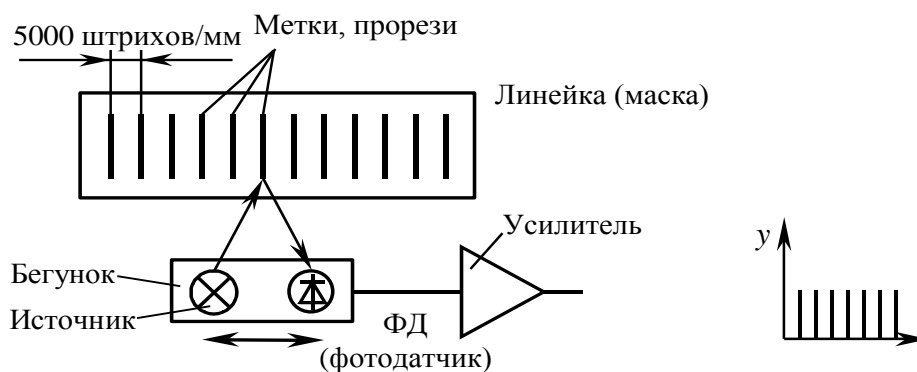 Метки, прорези
5000 штрихов/мм
Линейка (маска)
Усилитель
y
Бегунок
Источник
ФД
(фотодатчик)